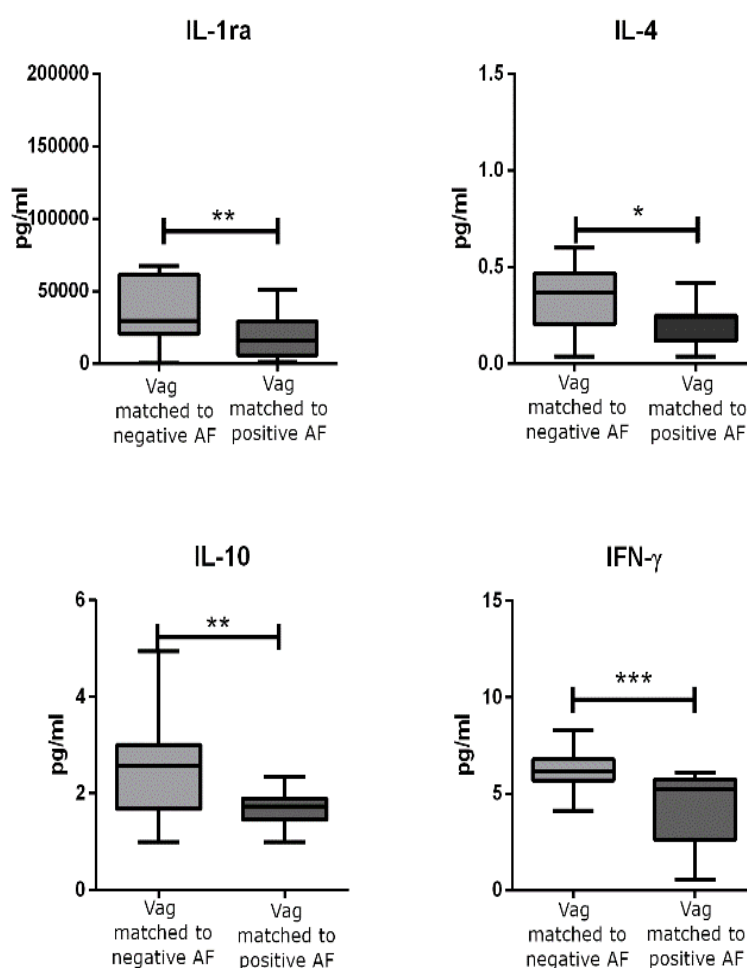 IL-1ra
200000
150000
100000
50000
0
pg/ml
**
Vag
matched to
negative AF
Vag
matched to
positive AF
IL-4
1.5
1.0
0.5
0.0
pg/ml
*
Vag
matched to
negative AF
Vag
matched to
positive AF
IL-10
6
4
2
0
pg/ml
**
Vag
matched to
negative AF
Vag
matched to
positive AF
IFN-γ
15
10
5
0
pg/ml
***
Vag
matched to
negative AF
Vag
matched to
positive AF